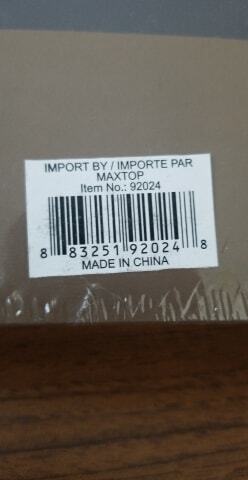 IMPORT BY / IMPORTE PAR
MAXTOP
Item No.: 92024
8 83251 92024 8
MADE IN CHINA